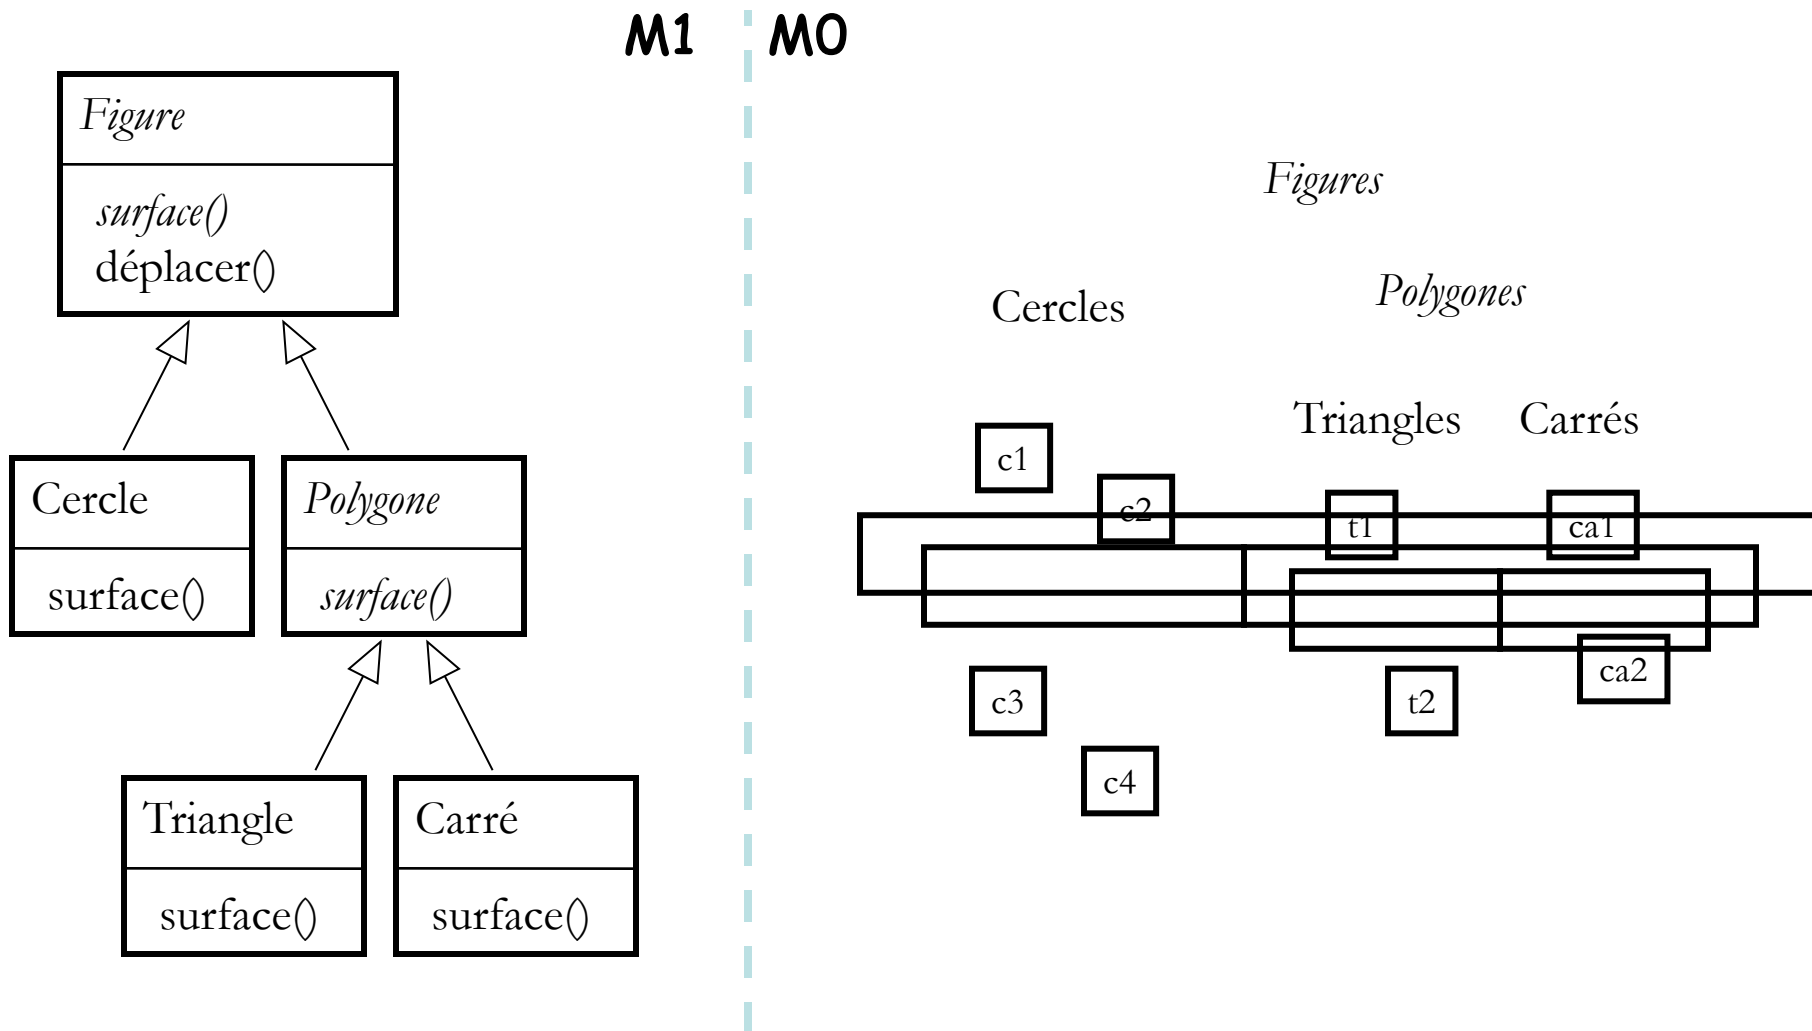 M1
M0
Figure
surface()
déplacer()
Cercle
surface()
Polygone
surface()
Triangle
surface()
Carré
surface()
Figures
Cercles
Polygones
Triangles
Carrés
c1
c2
t1
ca1
c3
t2
ca2
c4